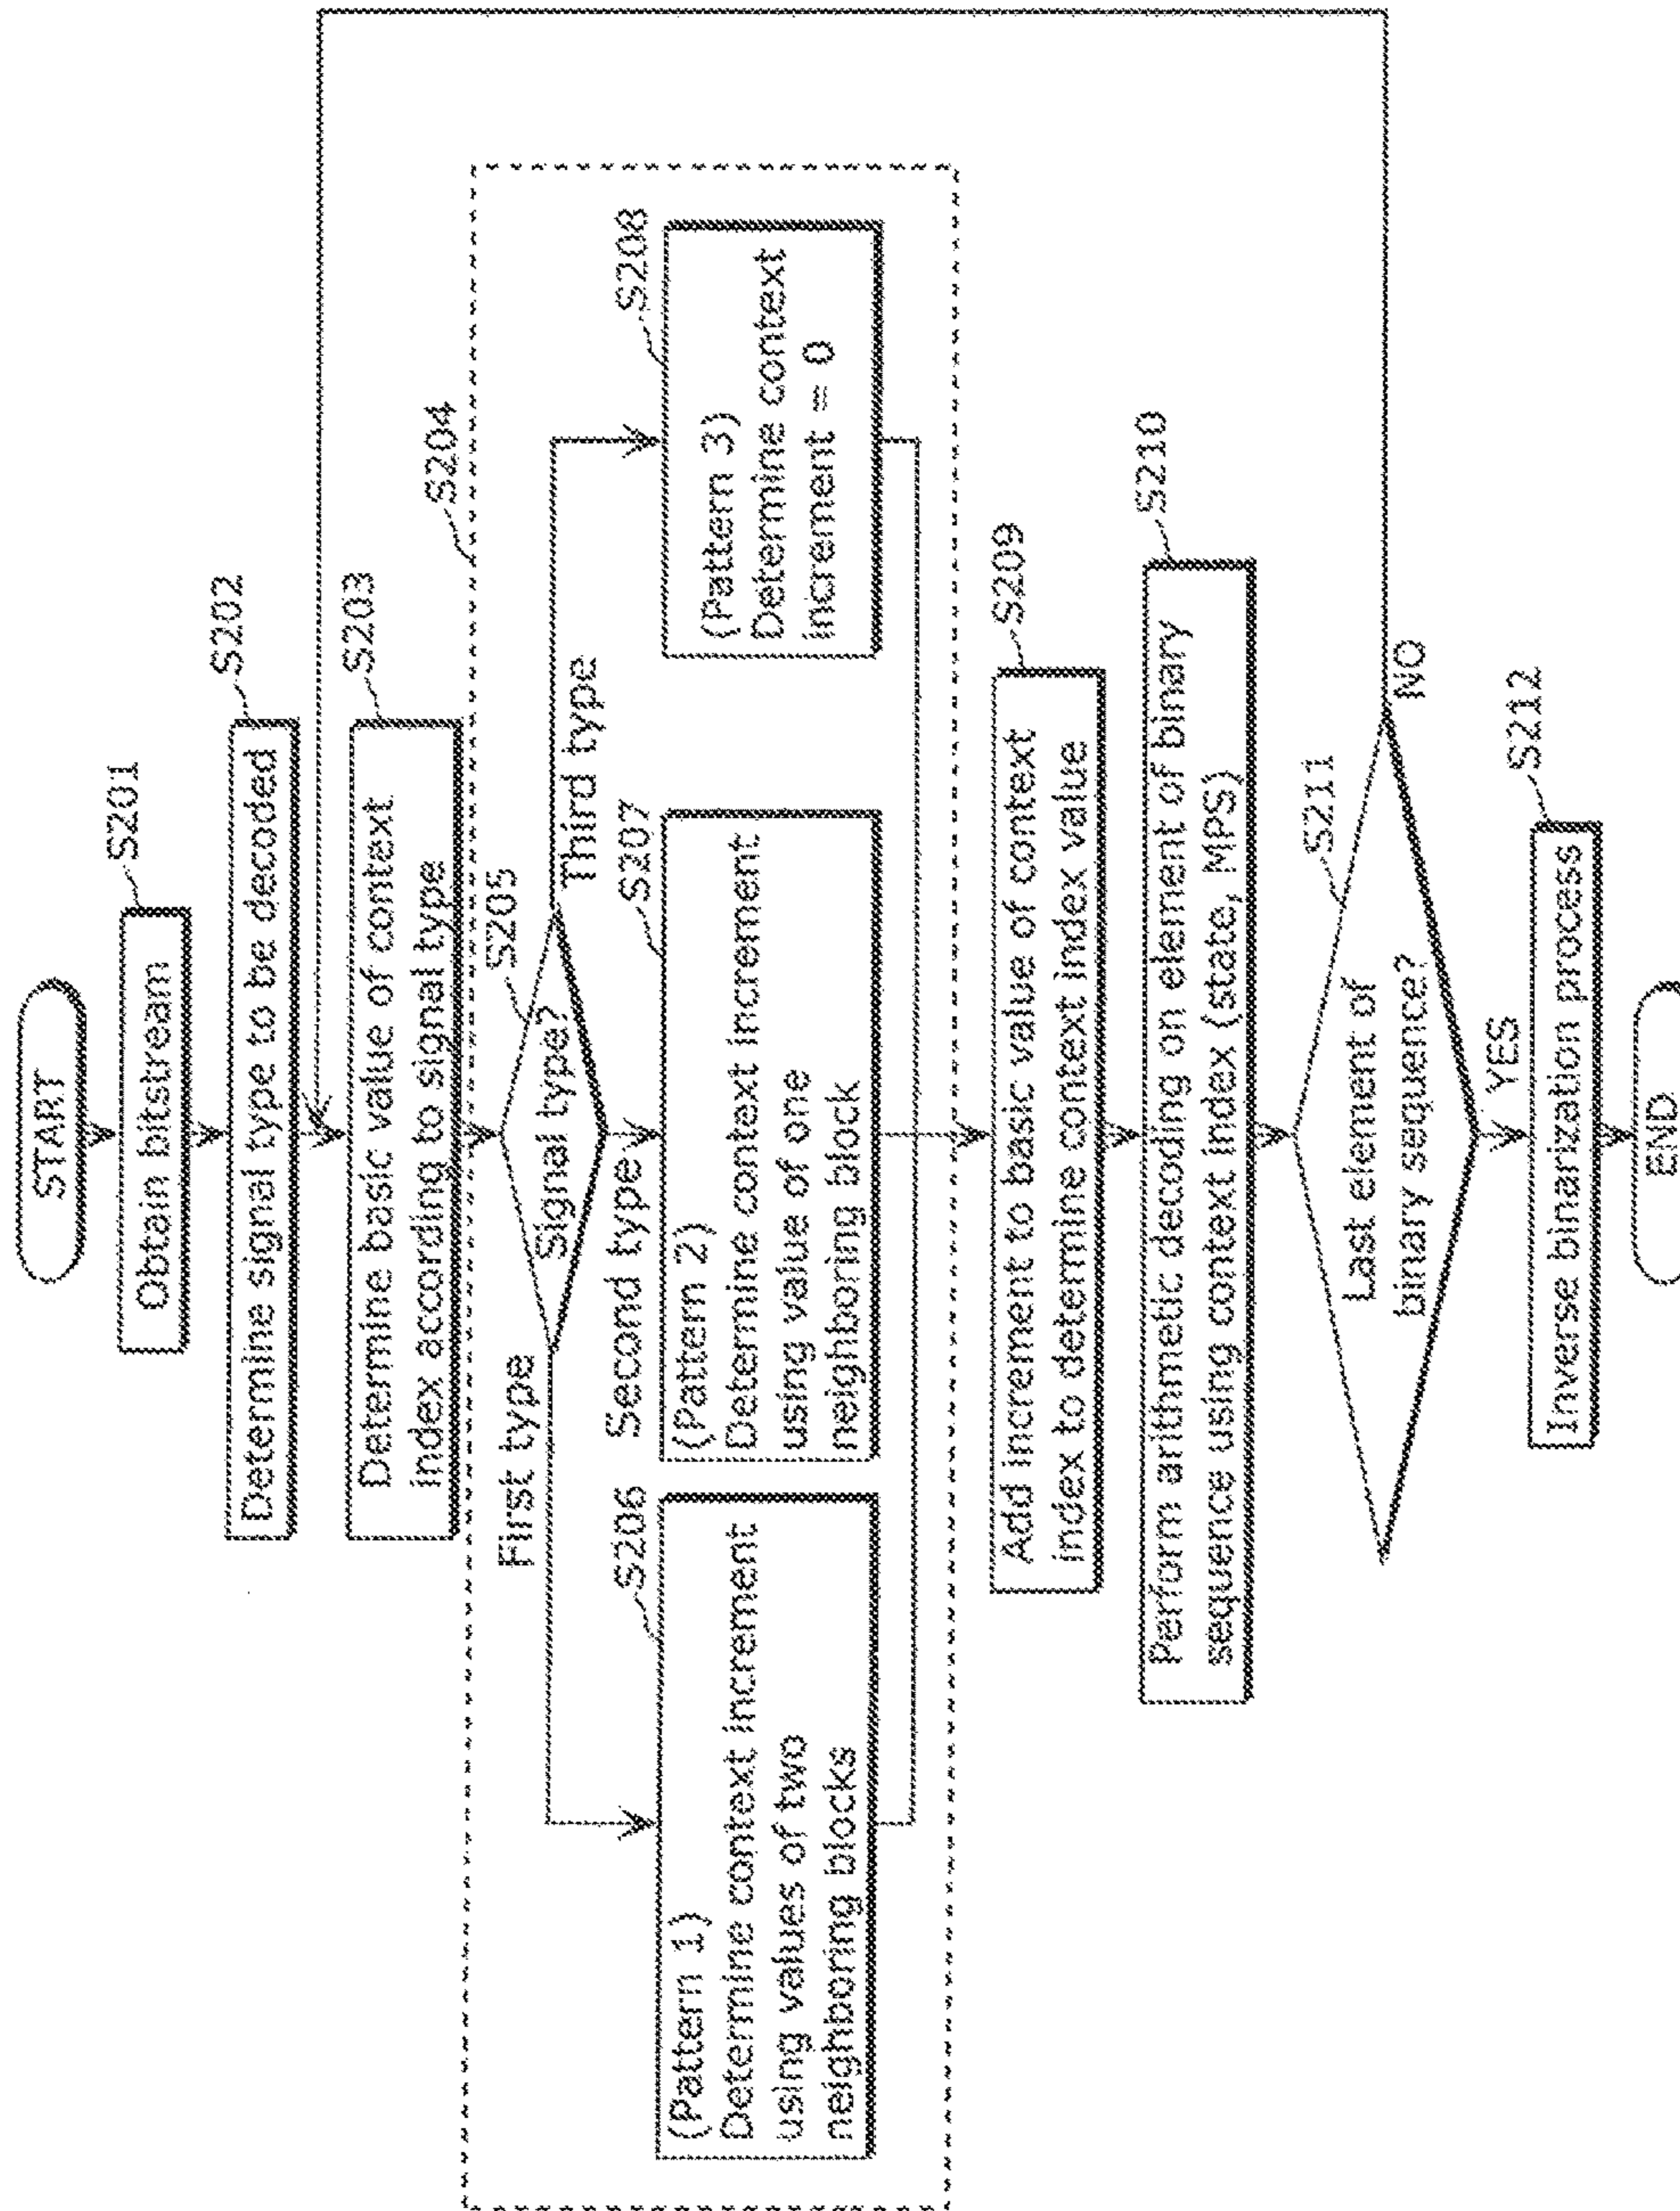 START
S201
Obtain bitstream
S202
Determine signal type to be decoded
S203
Determine basic value of context
index according to signal type
S204
S205
Signal type?
First type
Second type
Third type
S206
(Pattern 1)
Determine context increment
using values of two
neighboring blocks
S207
(Pattern 2)
Determine context increment
using value of one
neighboring block
S208
(Pattern 3)
Determine context
increment = 0
S209
Add increment to basic value of context
index to determine context index value
S210
Perform arithmetic decoding on element of binary
sequence using context index (state, MPS)
S211
Last element of
binary sequence?
NO
YES
S212
Inverse binarization process
END